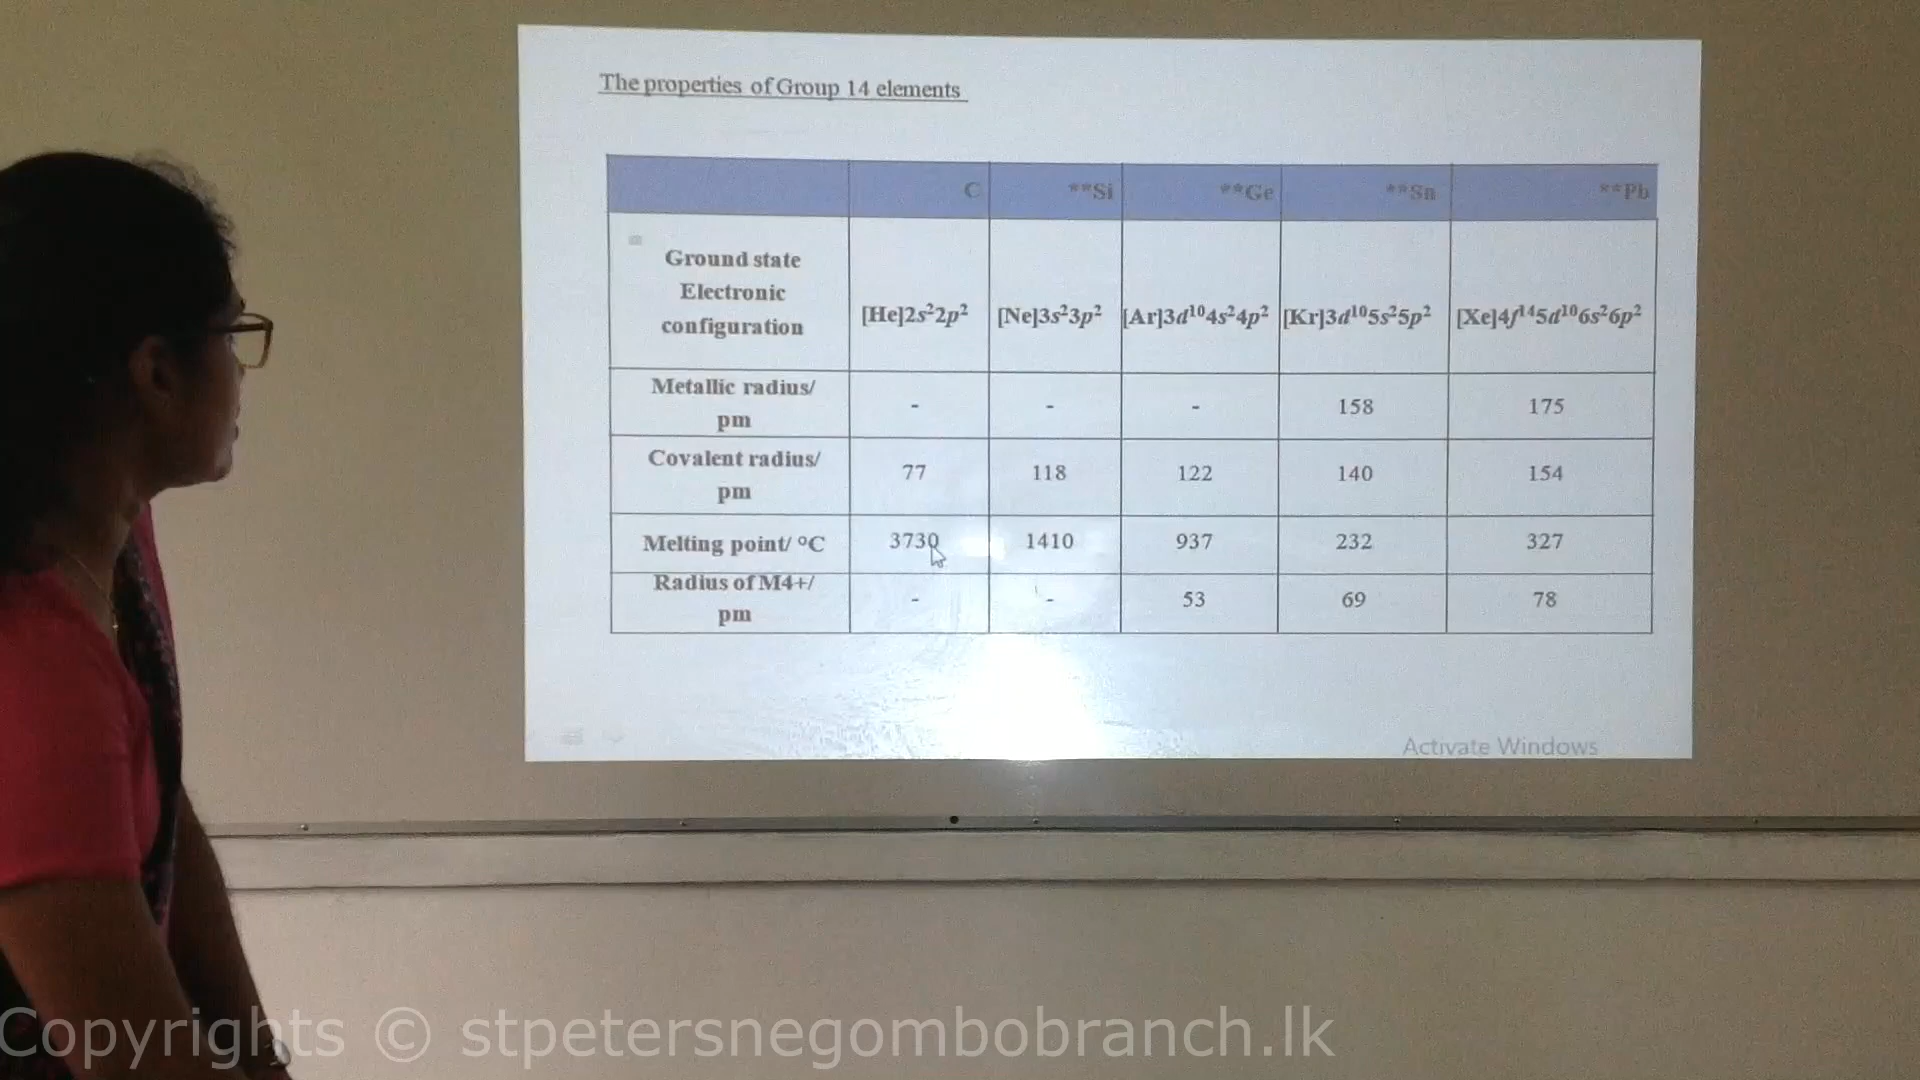 The properties of Group 14 elements
C **Si **Ge **Sn **Pb
Ground state
Electronic
configuration
[He]2s²2p² [Ne]3s²3p² [Ar]3d¹⁰4s²4p² [Kr]3d¹⁰5s²5p² [Xe]4f¹⁴5d¹⁰6s²6p²
Metallic radius/
pm
- - - 158 175
Covalent radius/
pm
77 118 122 140 154
Melting point/ °C 3730 1410 937 232 327
Radius of M4+/
pm
- - 53 69 78
Activate Windows
Copyrights © stpetersnegombobranch.lk